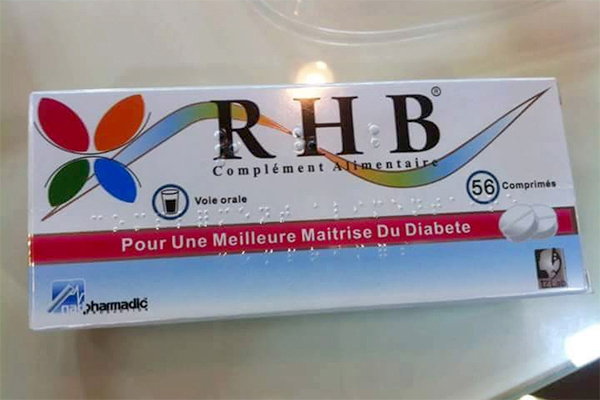 RHB®
Complément Alimentaire
Voie orale
56 Comprimés
Pour Une Meilleure Maitrise Du Diabete
pharmadic